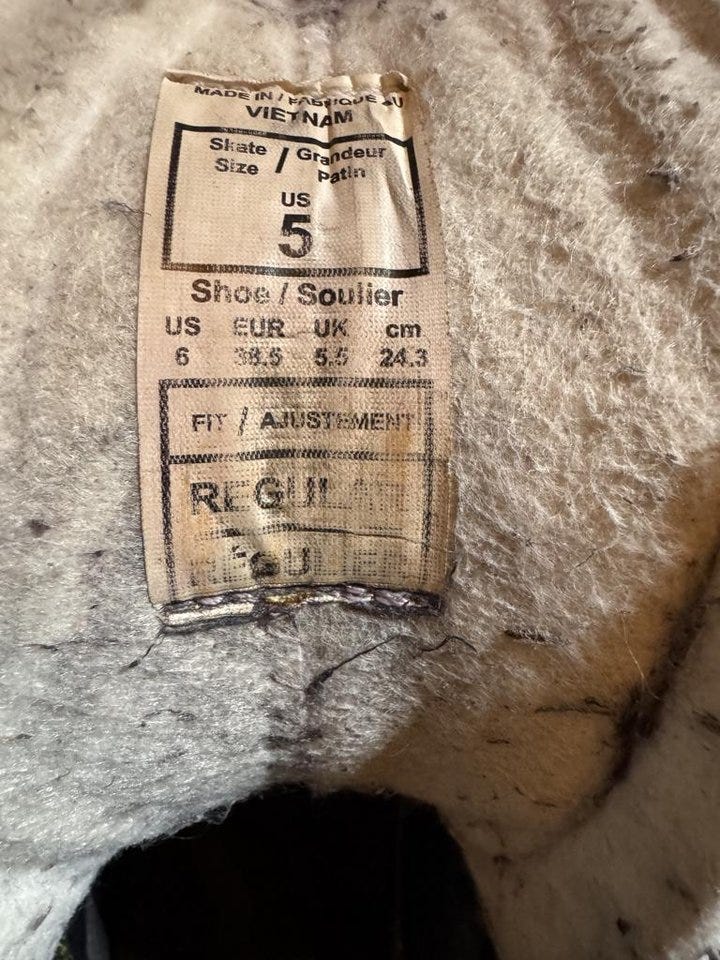 MADE IN / FABRIQUE AU
VIETNAM
Skate Size / Grandeur Patin
US
5
Shoe / Soulier
US EUR UK cm
6 38.5 5.5 24.3
FIT / AJUSTEMENT
REGULAR